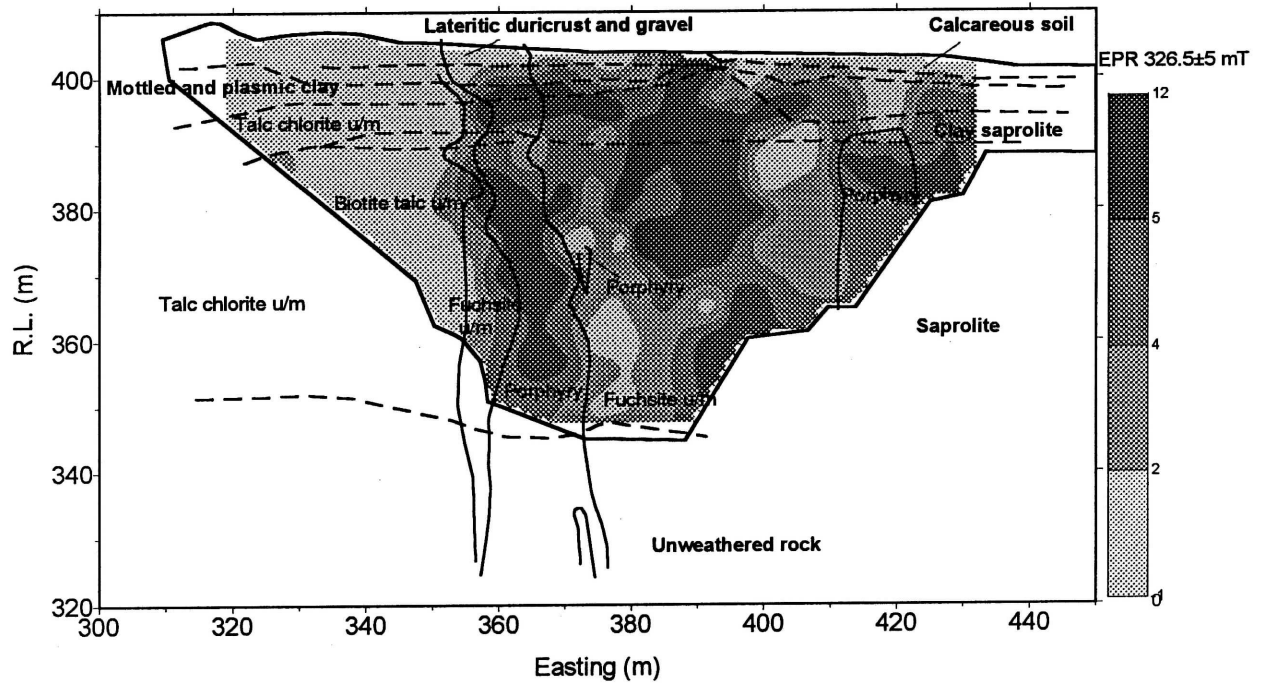 Lateritic duricrust and gravel
Calcareous soil
EPR 326.5±5 mT
Mottled and plasmic clay
Talc chlorite u/m
Clay saprolite
Biotite talc u/m
Porphyry
Talc chlorite u/m
Fuchsite
u/m
Porphyry
Saprolite
Porphyry
Fuchsite u/m
Unweathered rock
R.L. (m)
400
380
360
340
320
300
320
340
360
380
400
420
440
Easting (m)
12
5
4
2
0